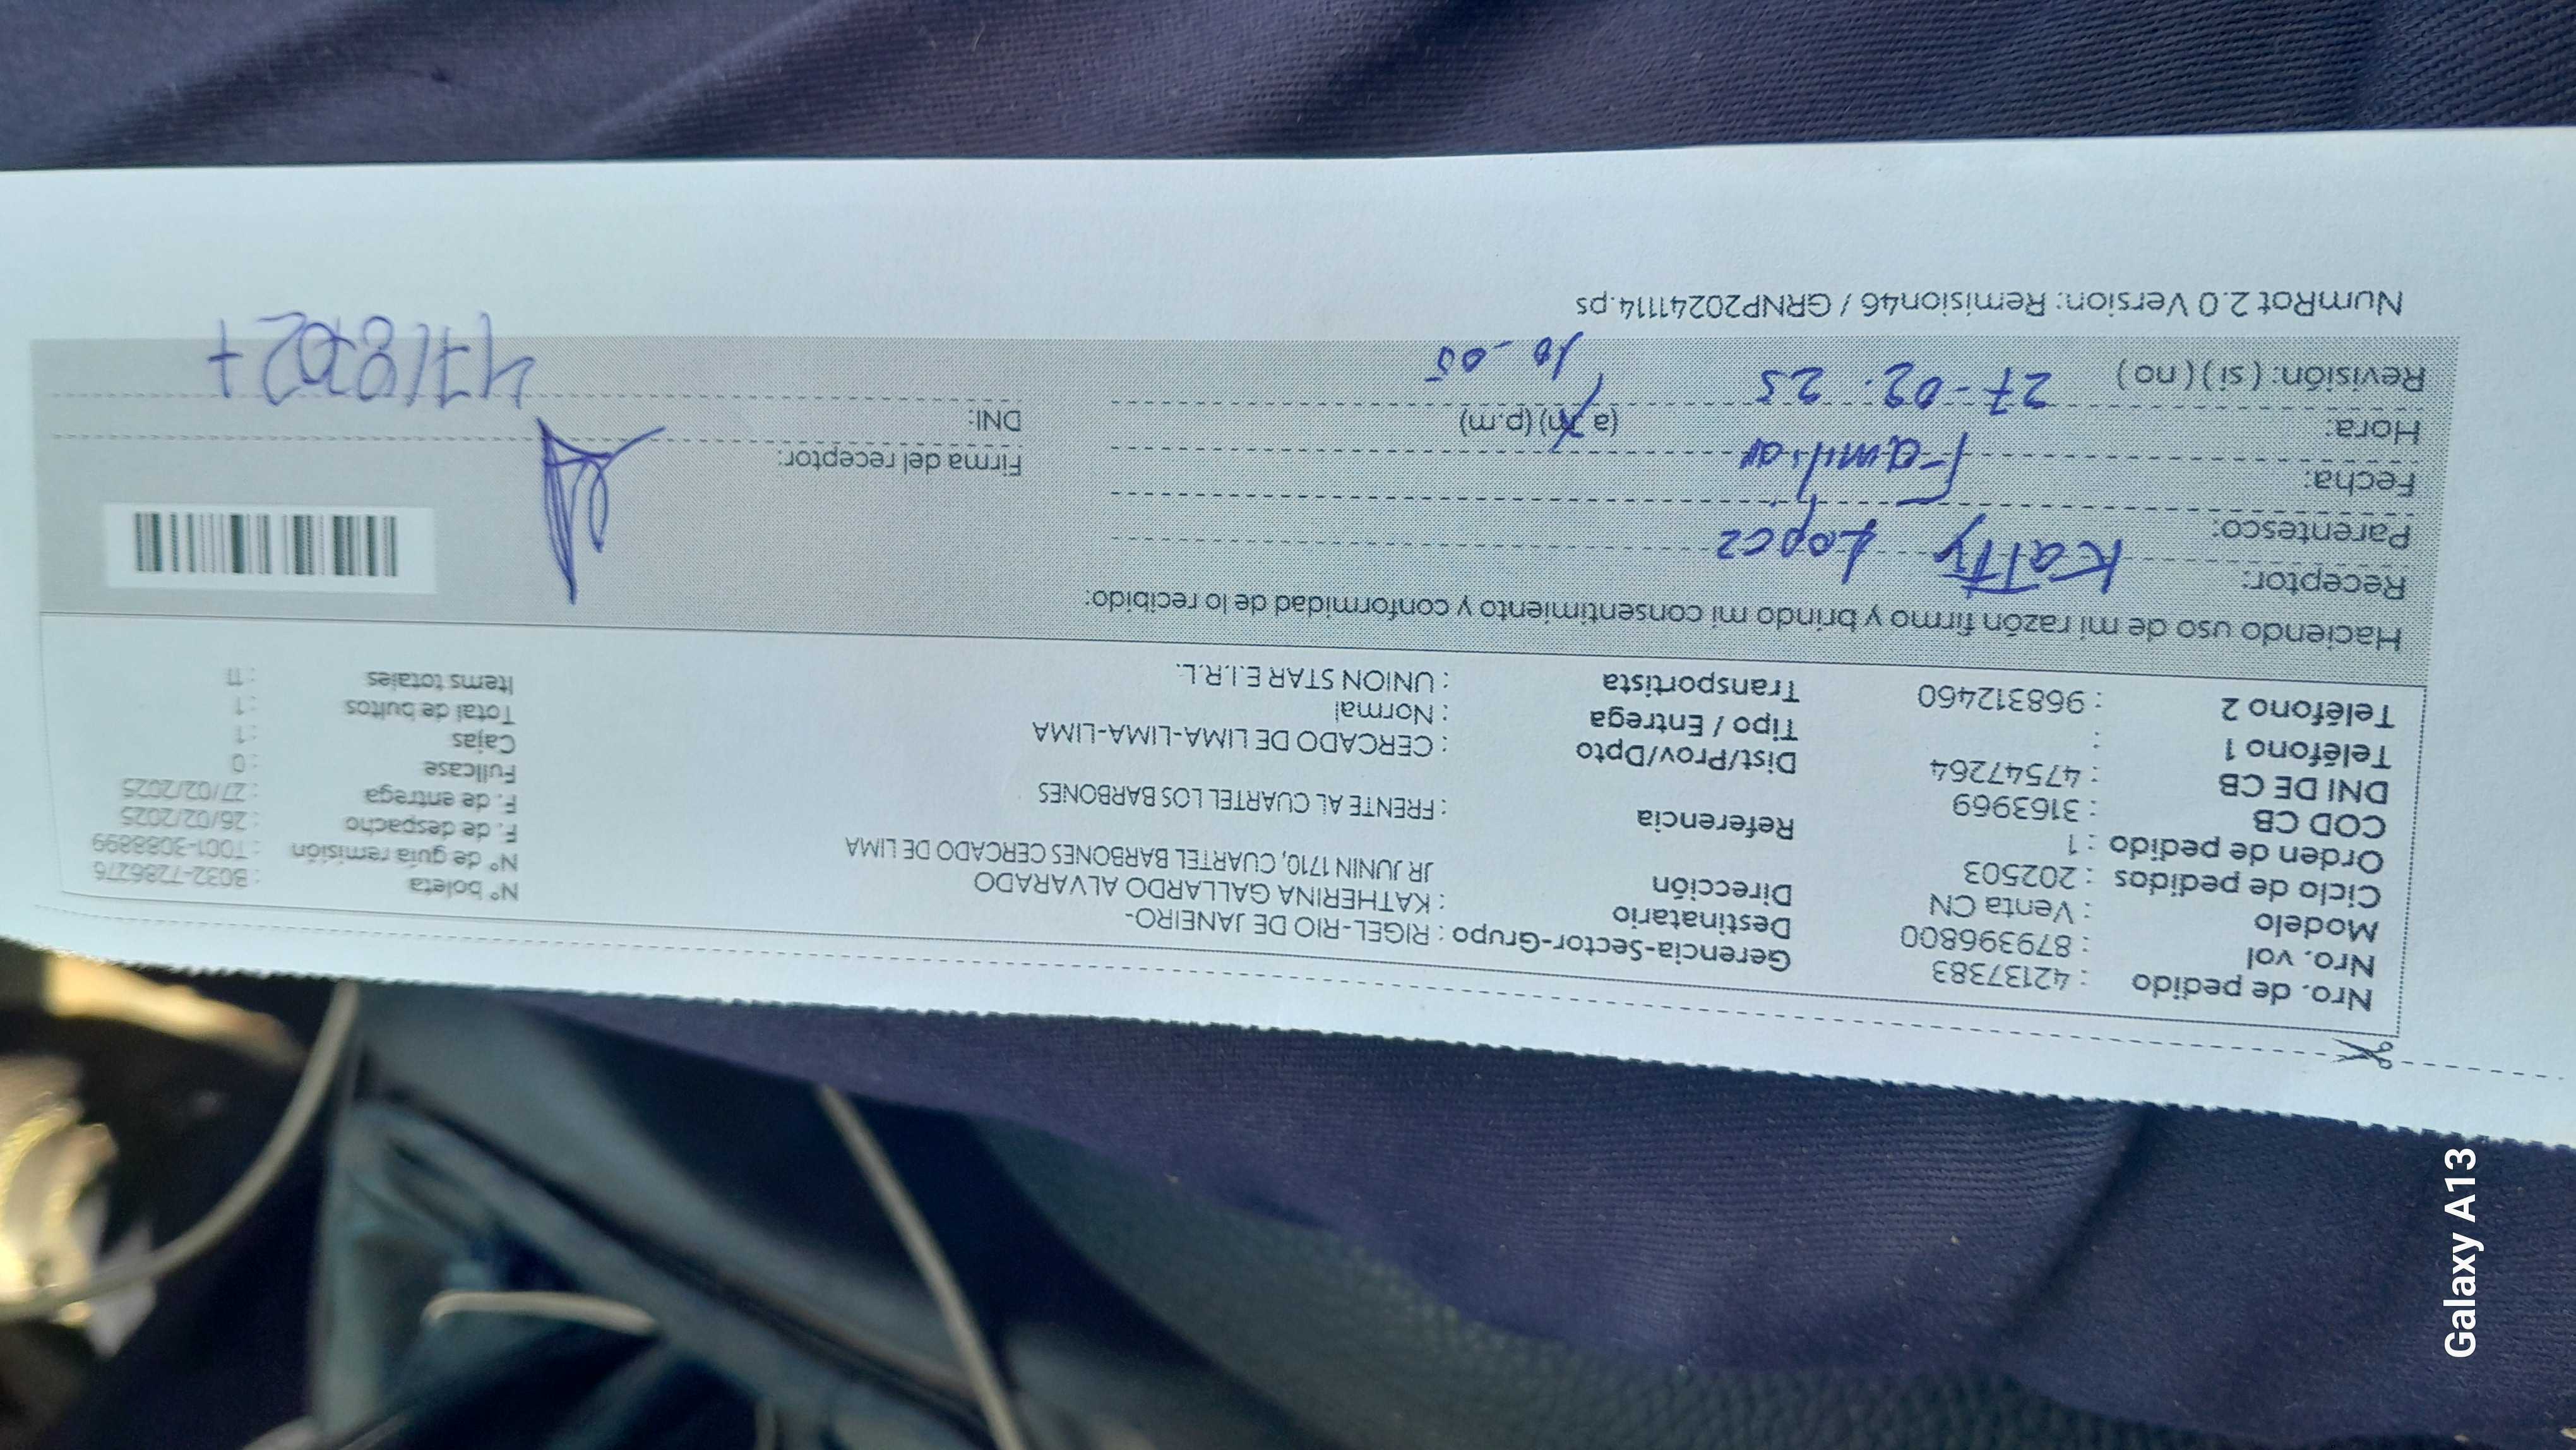 Nro. de pedido : 42137383
Nro. vol : 879396800
Modelo : Venta CN
Ciclo de pedidos : 202503
Orden de pedido : 1
COD CB : 3163969
DNI DE CB : 47547264
Teléfono 1 :
Teléfono 2 : 968312460
Gerencia-Sector-Grupo : RIGEL-RIO DE JANEIRO-
Destinatario : KATHERINA GALLARDO ALVARADO
Dirección JR JUNIN 1710, CUARTEL BARBONES CERCADO DE LIMA
Referencia : FRENTE AL CUARTEL LOS BARBONES
Dist/Prov/Dpto : CERCADO DE LIMA-LIMA-LIMA
Tipo / Entrega : Normal
Transportista : UNION STAR E.I.R.L.
N° boleta : B032-7286276
N° de guía remisión : T001-3088899
F. de despacho : 26/02/2025
F. de entrega : 27/02/2025
Fullcase : 0
Cajas : 1
Total de bultos : 1
Items totales : 11
Haciendo uso de mi razón firmo y brindo mi consentimiento y conformidad de lo recibido:
Receptor: Katty Lopez
Parentesco: Familiar
Fecha: 27-02-25
Hora: (a.m) (p.m) 10-05
Revisión: ( si ) ( no )
Firma del receptor:
DNI:
NumRot 2.0 Version: Remision46 / GRNP20241114.ps
Galaxy A13